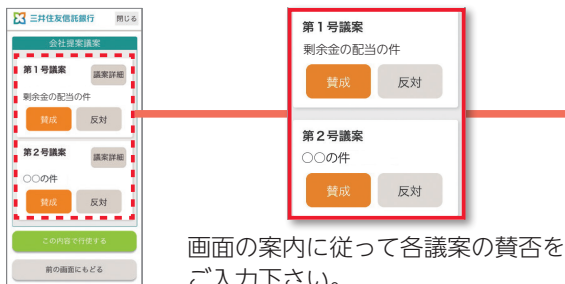 三井住友信託銀行
閉じる
会社提案議案
第1号議案
議案詳細
剰余金の配当の件
賛成
反対
第2号議案
議案詳細
○○の件
賛成
反対
この内容で行使する
前の画面にもどる
第1号議案
剰余金の配当の件
賛成
反対
第2号議案
○○の件
賛成
反対
画面の案内に従って各議案の賛否を
ご入力下さい。